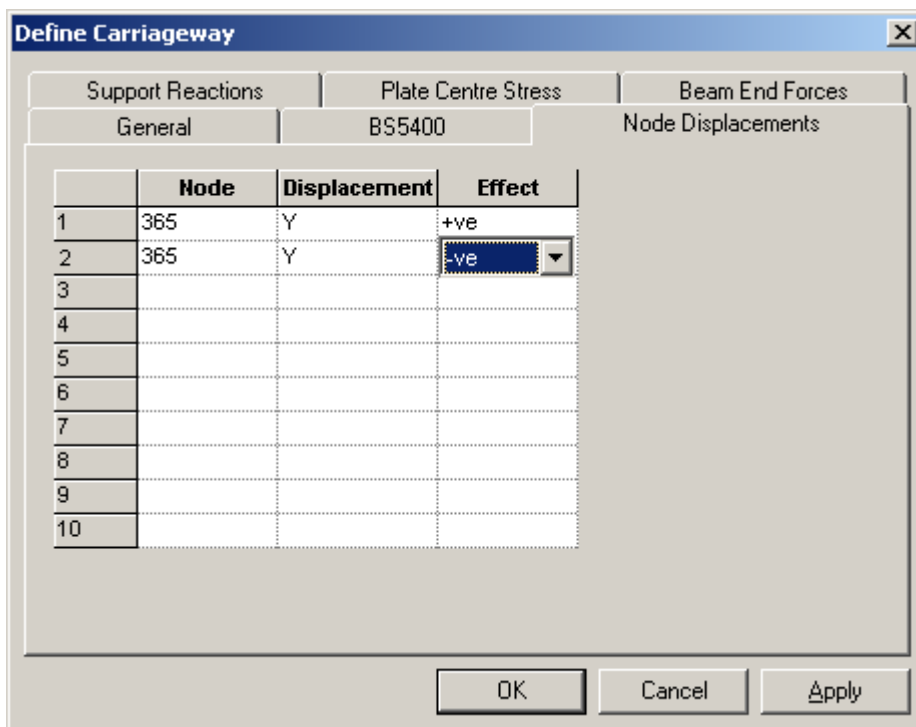 Define Carriageway
Support Reactions Plate Centre Stress Beam End Forces
General BS5400 Node Displacements
Node Displacement Effect
1 365 Y +ve
2 365 Y -ve
3
4
5
6
7
8
9
10
OK Cancel Apply